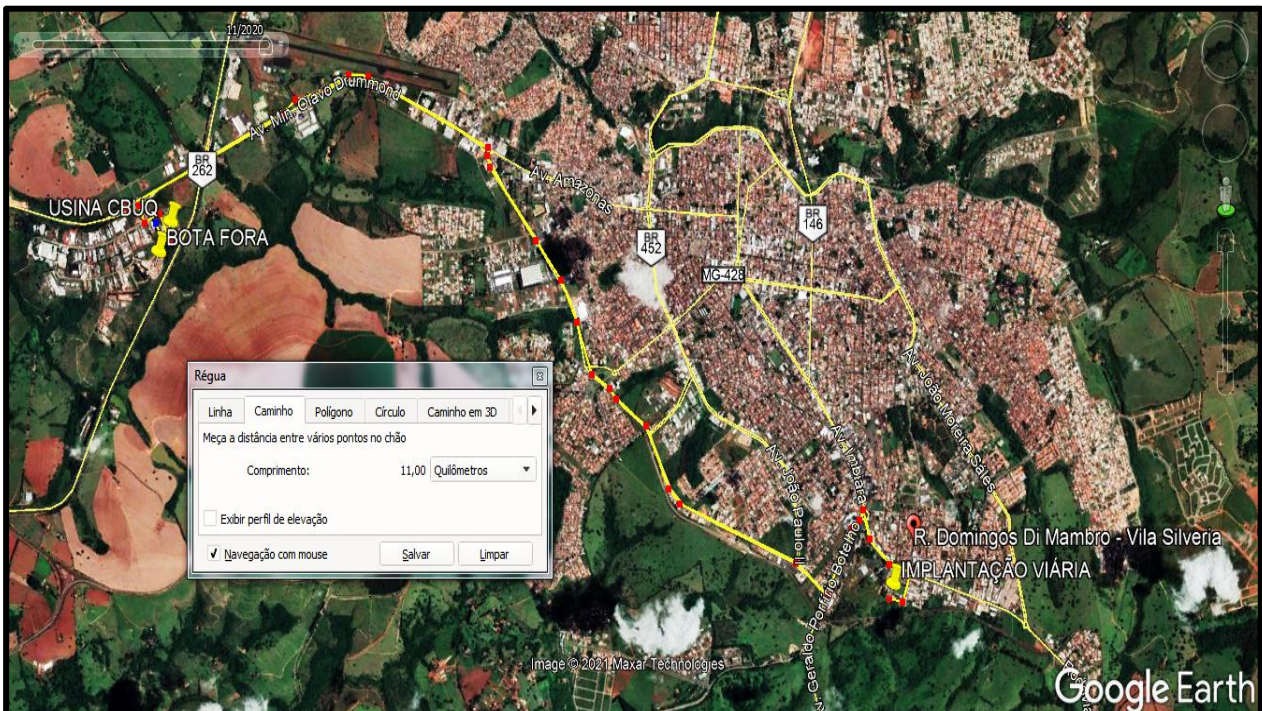 11/2020
Av. Min. Olavo Drummond
BR
262
Av. Amazonas
USINA CBUQ
BOTA FORA
BR
452
BR
146
MG-428
Régua
Linha
Caminho
Polígono
Círculo
Caminho em 3D
Meça a distância entre vários pontos no chão
Comprimento:
11,00
Quilômetros
Exibir perfil de elevação
Navegação com mouse
Salvar
Limpar
Av. João Moreira Sales
Av. Imbiara
Av. João Paulo II
R. Domingos Di Mambro - Vila Silveria
IMPLANTAÇÃO VIÁRIA
Geraldo Porfírio Botelho
Image © 2021 Maxar Technologies
Google Earth